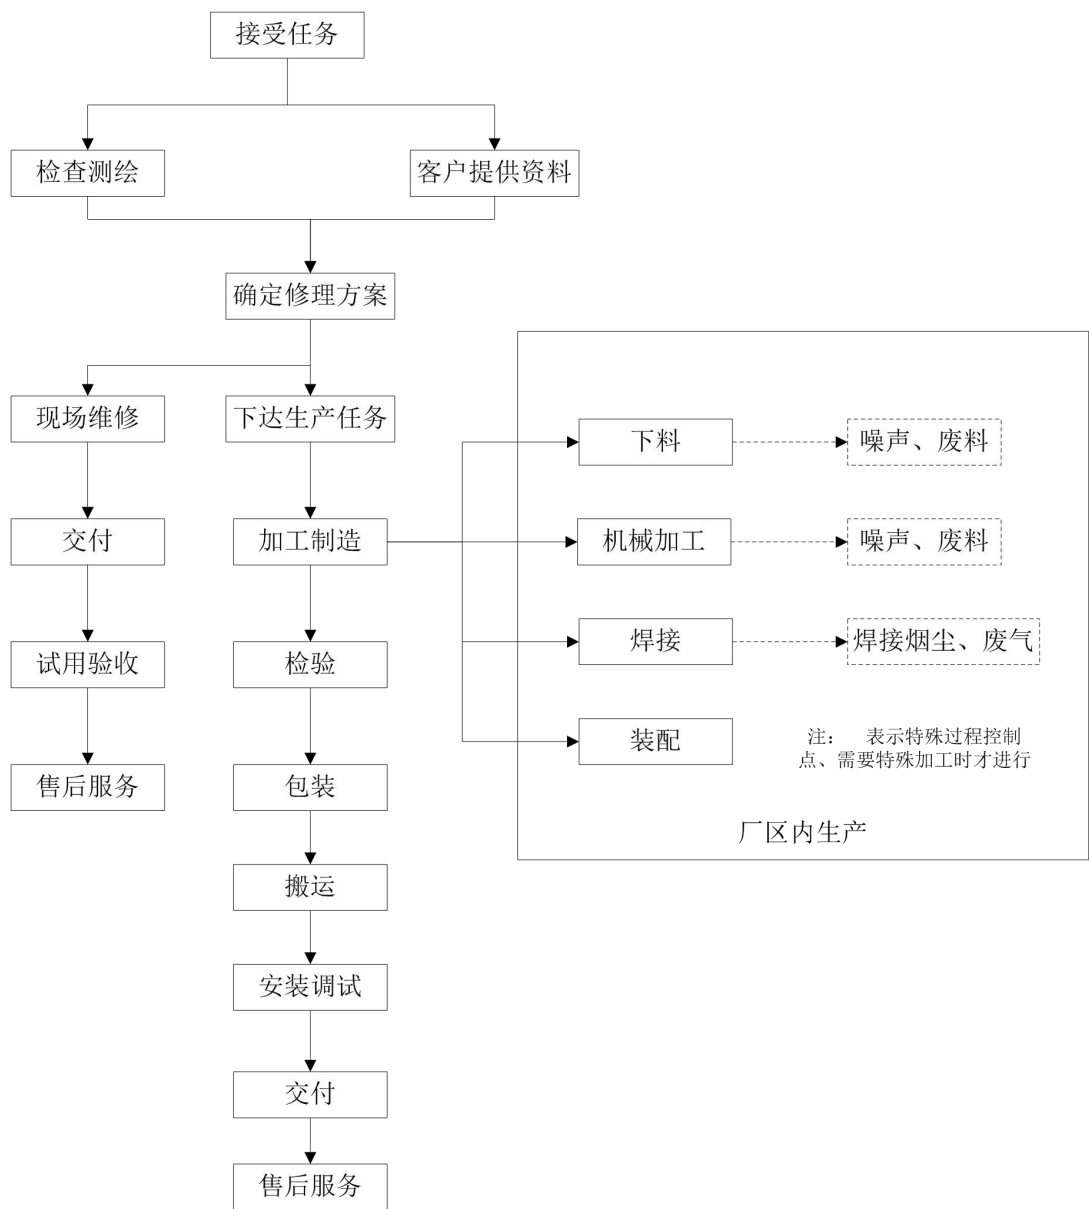 接受任务
检查测绘
客户提供资料
确定修理方案
现场维修
下达生产任务
下料
噪声、废料
交付
加工制造
机械加工
噪声、废料
试用验收
检验
焊接
焊接烟尘、废气
装配
注：　表示特殊过程控制
点、需要特殊加工时才进行
售后服务
包装
厂区内生产
搬运
安装调试
交付
售后服务